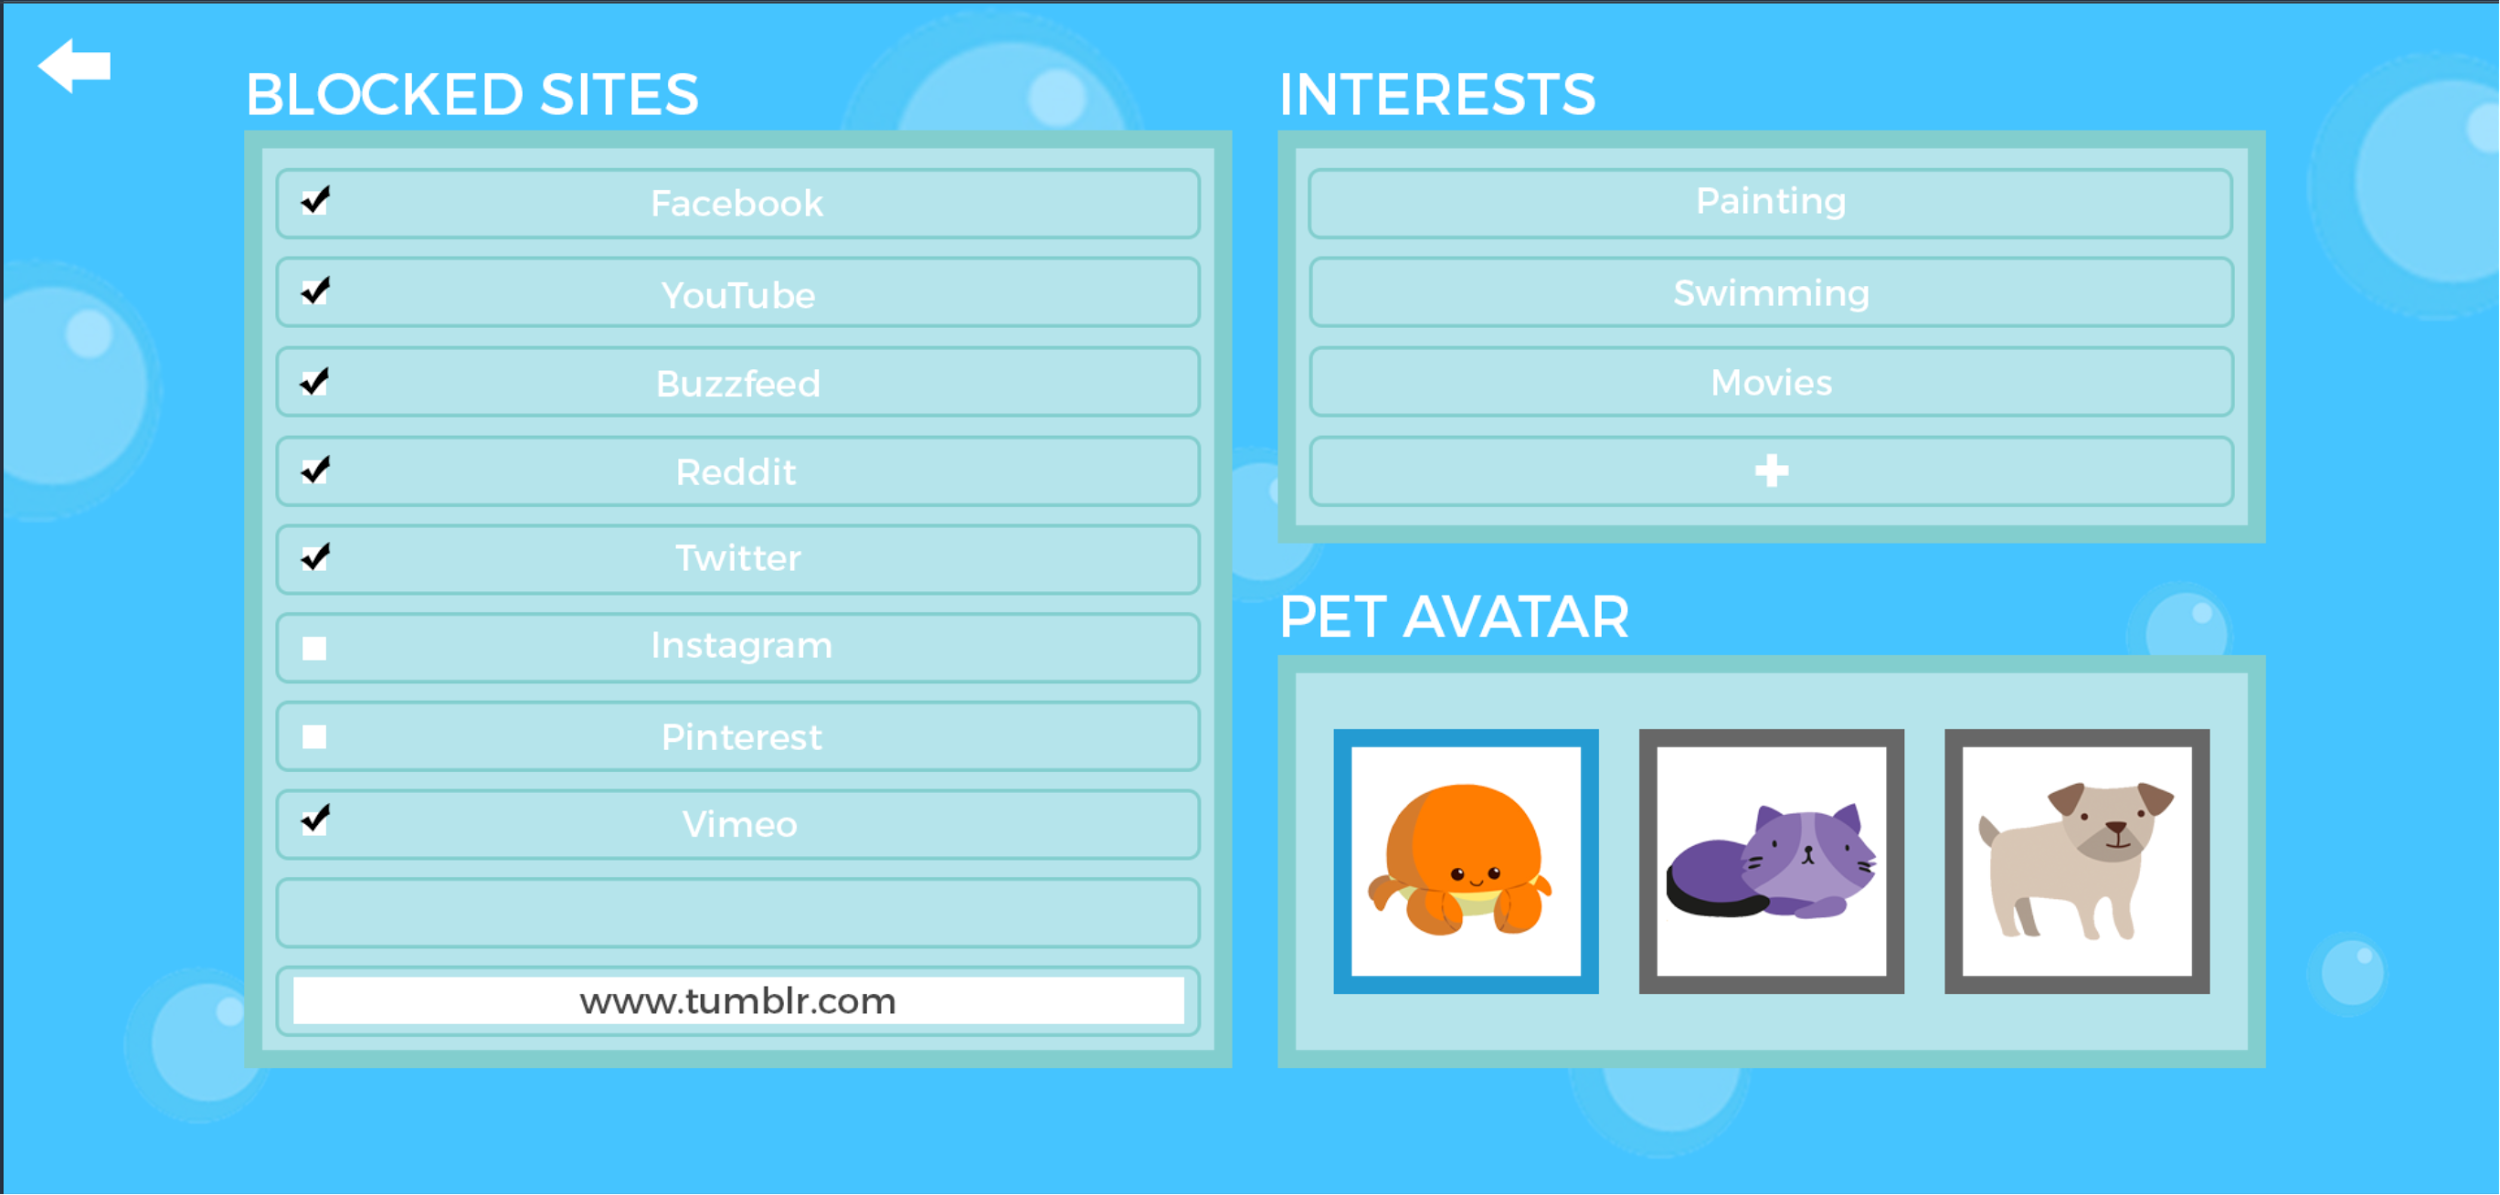 BLOCKED SITES
Facebook
YouTube
Buzzfeed
Reddit
Twitter
Instagram
Pinterest
Vimeo
www.tumblr.com
INTERESTS
Painting
Swimming
Movies
PET AVATAR